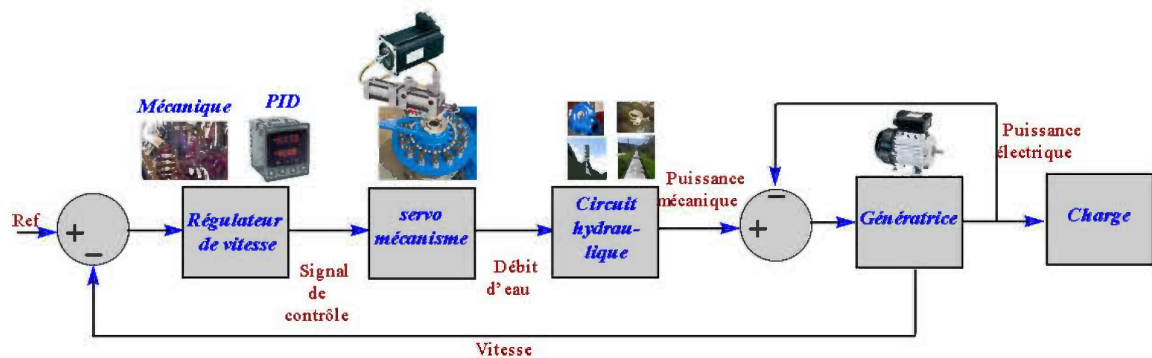 Mécanique
PID
Ref
+
−
Régulateur
de vitesse
Signal
de
contrôle
servo
mécanisme
Débit
d'eau
Circuit
hydrau-
lique
Puissance
mécanique
+
−
Génératrice
Puissance
électrique
Charge
Vitesse